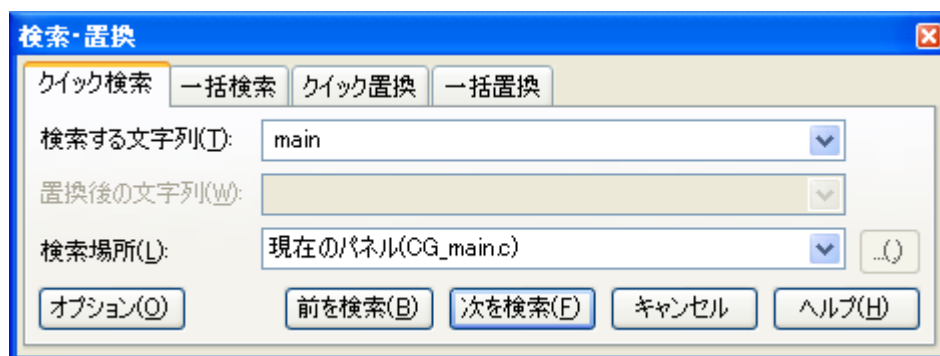 検索・置換
クイック検索 一括検索 クイック置換 一括置換
検索する文字列(T): main
置換後の文字列(W):
検索場所(L): 現在のパネル(CG_main.c) ...()
オプション(O) 前を検索(B) 次を検索(F) キャンセル ヘルプ(H)